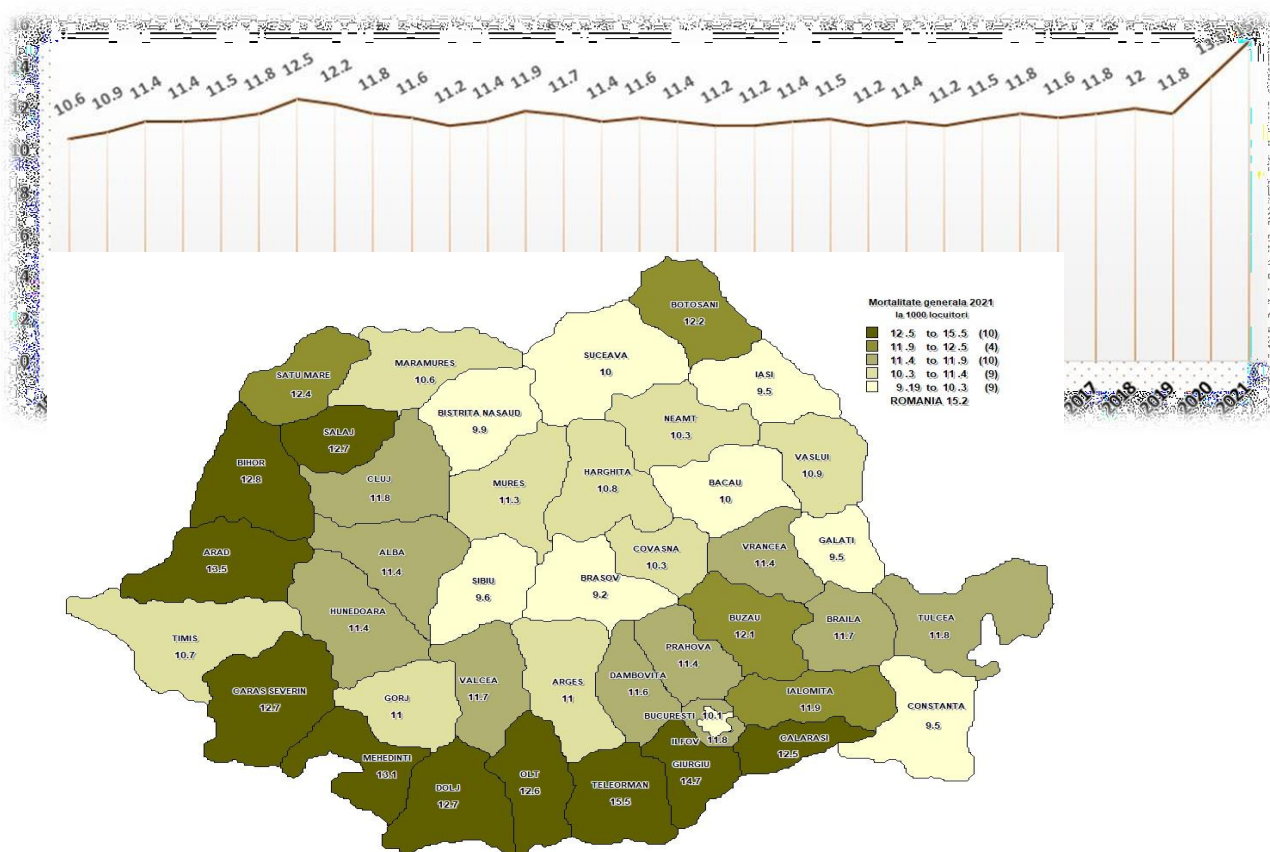 10.6 10.9 11.4 11.4 11.5 11.8 12.5 12.2 11.8 11.6 11.2 11.4 11.9 11.7 11.4 11.6 11.4 11.2 11.2 11.4 11.5 11.2 11.4 11.2 11.5 11.8 11.6 11.8 12 11.8
10
8
6
4
2
0
2017 2018 2019 2020 2021
Mortalitate generala 2021
la 1000 locuitori
12.5 to 15.5 (10)
11.9 to 12.5 (4)
11.4 to 11.9 (10)
10.3 to 11.4 (9)
9.19 to 10.3 (9)
ROMANIA 15.2
BOTOSANI
12.2
SUCEAVA
10
MARAMURES
10.6
SATU MARE
12.4
IASI
9.5
BISTRITA NASAUD
9.9
NEAMT
10.3
SALAJ
12.7
VASLUI
10.9
BIHOR
12.8
CLUJ
11.8
MURES
11.3
HARGHITA
10.8
BACAU
10
ARAD
13.5
ALBA
11.4
COVASNA
10.3
VRANCEA
11.4
GALATI
9.5
SIBIU
9.6
BRASOV
9.2
HUNEDOARA
11.4
TIMIS
10.7
BUZAU
12.1
BRAILA
11.7
TULCEA
11.8
PRAHOVA
11.4
CARAS SEVERIN
12.7
GORJ
11
VALCEA
11.7
ARGES
11
DAMBOVITA
11.6
IALOMITA
11.9
CONSTANTA
9.5
BUCURESTI 10.1
ILFOV 11.8
CALARASI
12.5
MEHEDINTI
13.1
GIURGIU
14.7
DOLJ
12.7
OLT
12.6
TELEORMAN
15.5